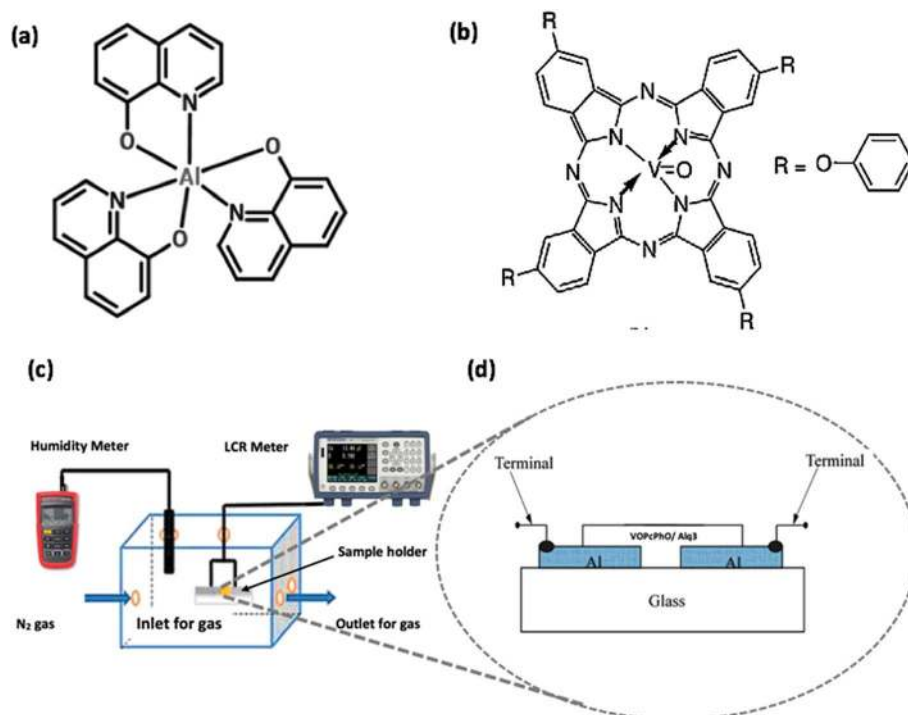 (a)
N
O
O
Al
N
N
O
(b)
R
R
N
N
N
N
V
=O
N
N
N
N
R
R
R = O
(c)
Humidity Meter
LCR Meter
Sample holder
N₂ gas
Inlet for gas
Outlet for gas
(d)
Terminal
Terminal
VOPcPhO/ Alq3
Al
Al
Glass